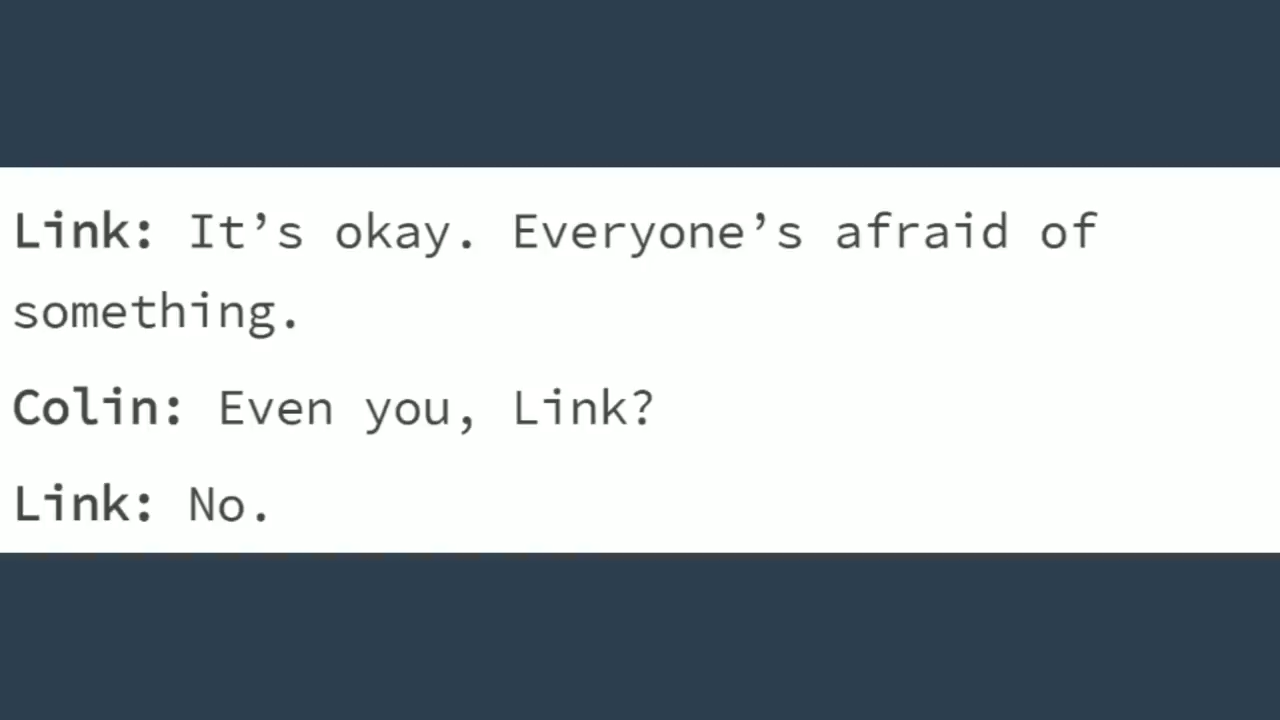 Link: It’s okay. Everyone’s afraid of
something.
Colin: Even you, Link?
Link: No.